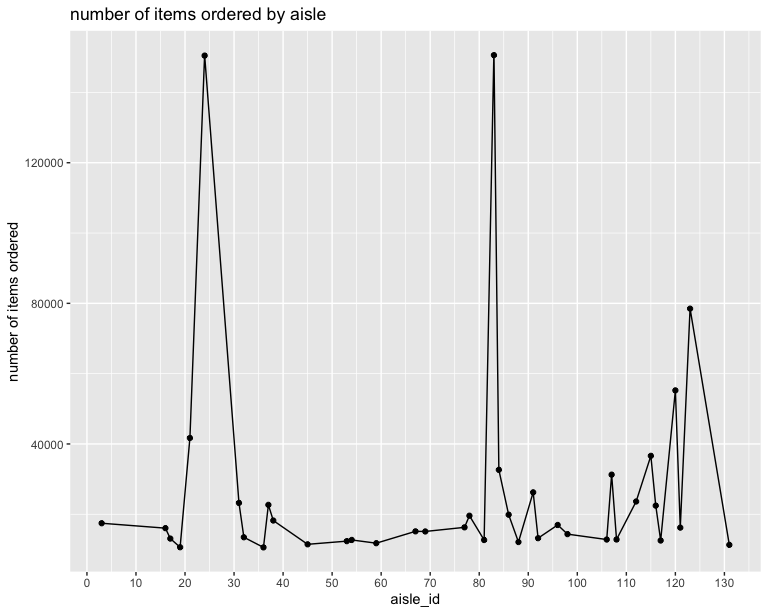 number of items ordered by aisle
number of items ordered
120000
80000
40000
0 10 20 30 40 50 60 70 80 90 100 110 120 130
aisle_id